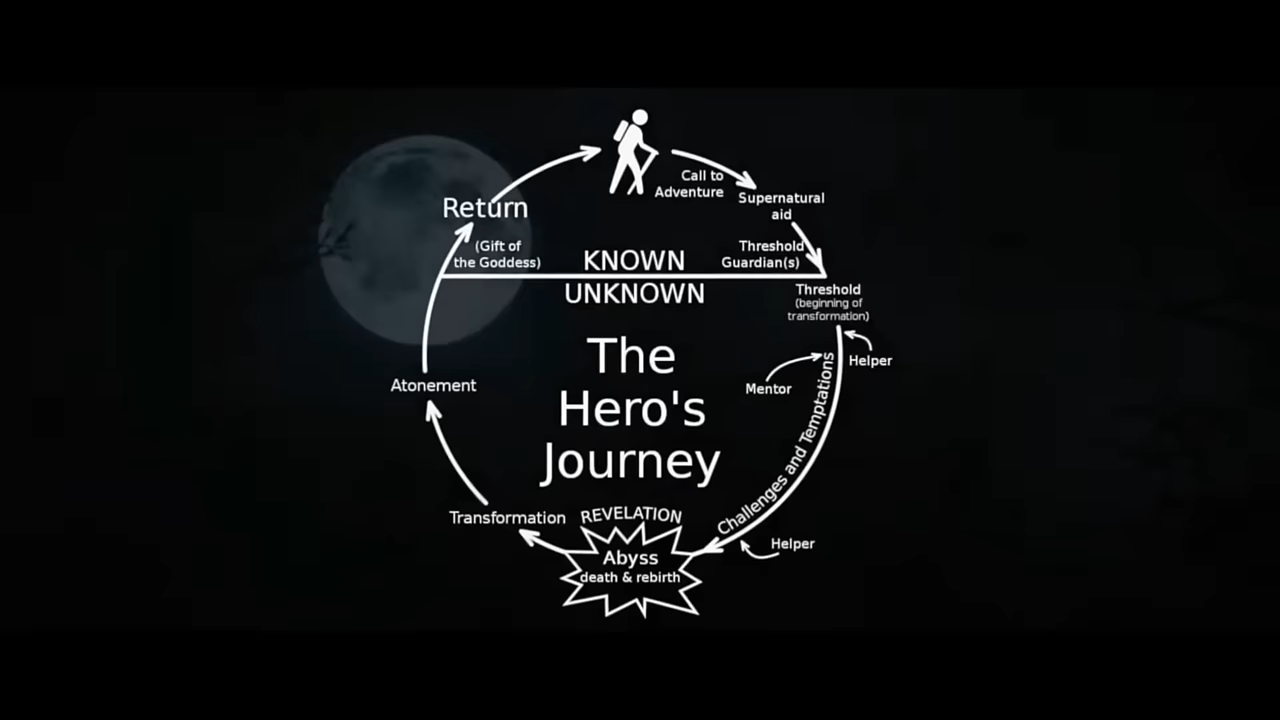 Call to
Adventure
Supernatural
aid
Return
(Gift of
the Goddess)
KNOWN
Threshold
Guardian(s)
UNKNOWN
Threshold
(beginning of
transformation)
The
Hero's
Journey
Helper
Mentor
Challenges and Temptations
Atonement
Transformation
REVELATION
Abyss
death & rebirth
Helper